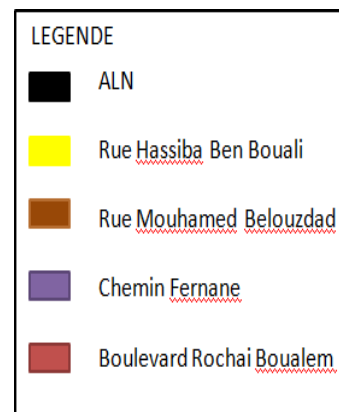 LEGENDE
ALN
Rue Hassiba Ben Bouali
Rue Mouhamed Belouzdad
Chemin Fernane
Boulevard Rochai Boualem